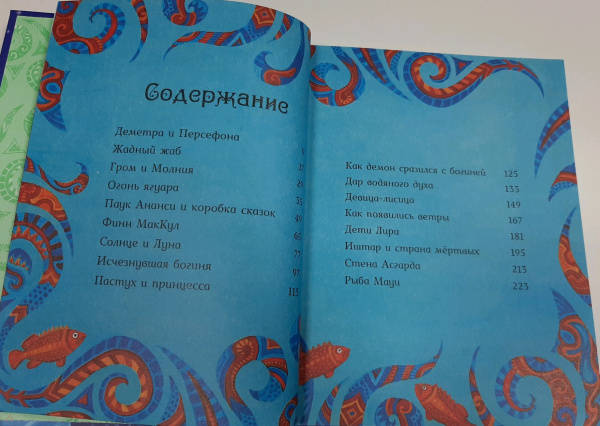 Содержание
Деметра и Персефона
Жадный жаб
Гром и Молния
Огонь ягуара
Паук Ананси и коробка сказок
Финн МакКул
Солнце и Луна
Исчезнувшая богиня
Пастух и принцесса 113
Как демон сразился с богиней 125
Дар водяного духа 133
Девица-лисица 149
Как появились ветры 167
Дети Лира 181
Иштар и страна мёртвых 195
Стена Асгарда 213
Рыба Мауи 223